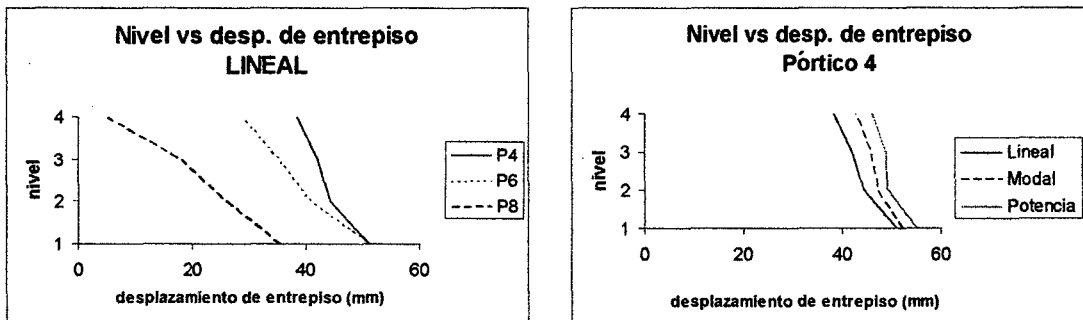 Nivel vs desp. de entrepiso
LINEAL
4
3
2
1
nivel
0
20
40
60
desplazamiento de entrepiso (mm)
P4
P6
P8
Nivel vs desp. de entrepiso
Pórtico 4
4
3
2
1
nivel
0
20
40
60
desplazamiento de entrepiso (mm)
Lineal
Modal
Potencia